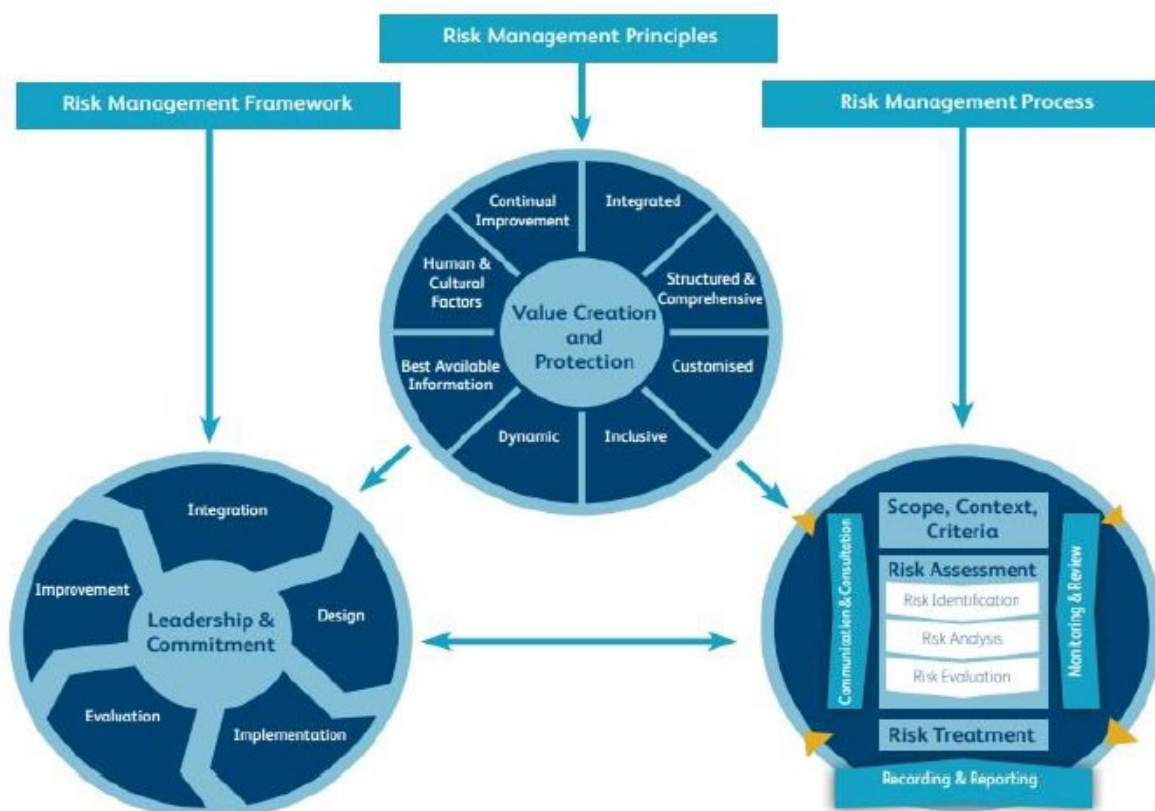 Risk Management Principles
Risk Management Framework
Risk Management Process
Continual
Improvement
Integrated
Human &
Cultural
Factors
Structured &
Comprehensive
Value Creation
and
Protection
Best Available
Information
Customised
Dynamic
Inclusive
Integration
Improvement
Design
Leadership &
Commitment
Evaluation
Implementation
Scope, Context,
Criteria
Communication & Consultation
Risk Assessment
Risk Identification
Risk Analysis
Risk Evaluation
Monitoring & Review
Risk Treatment
Recording & Reporting